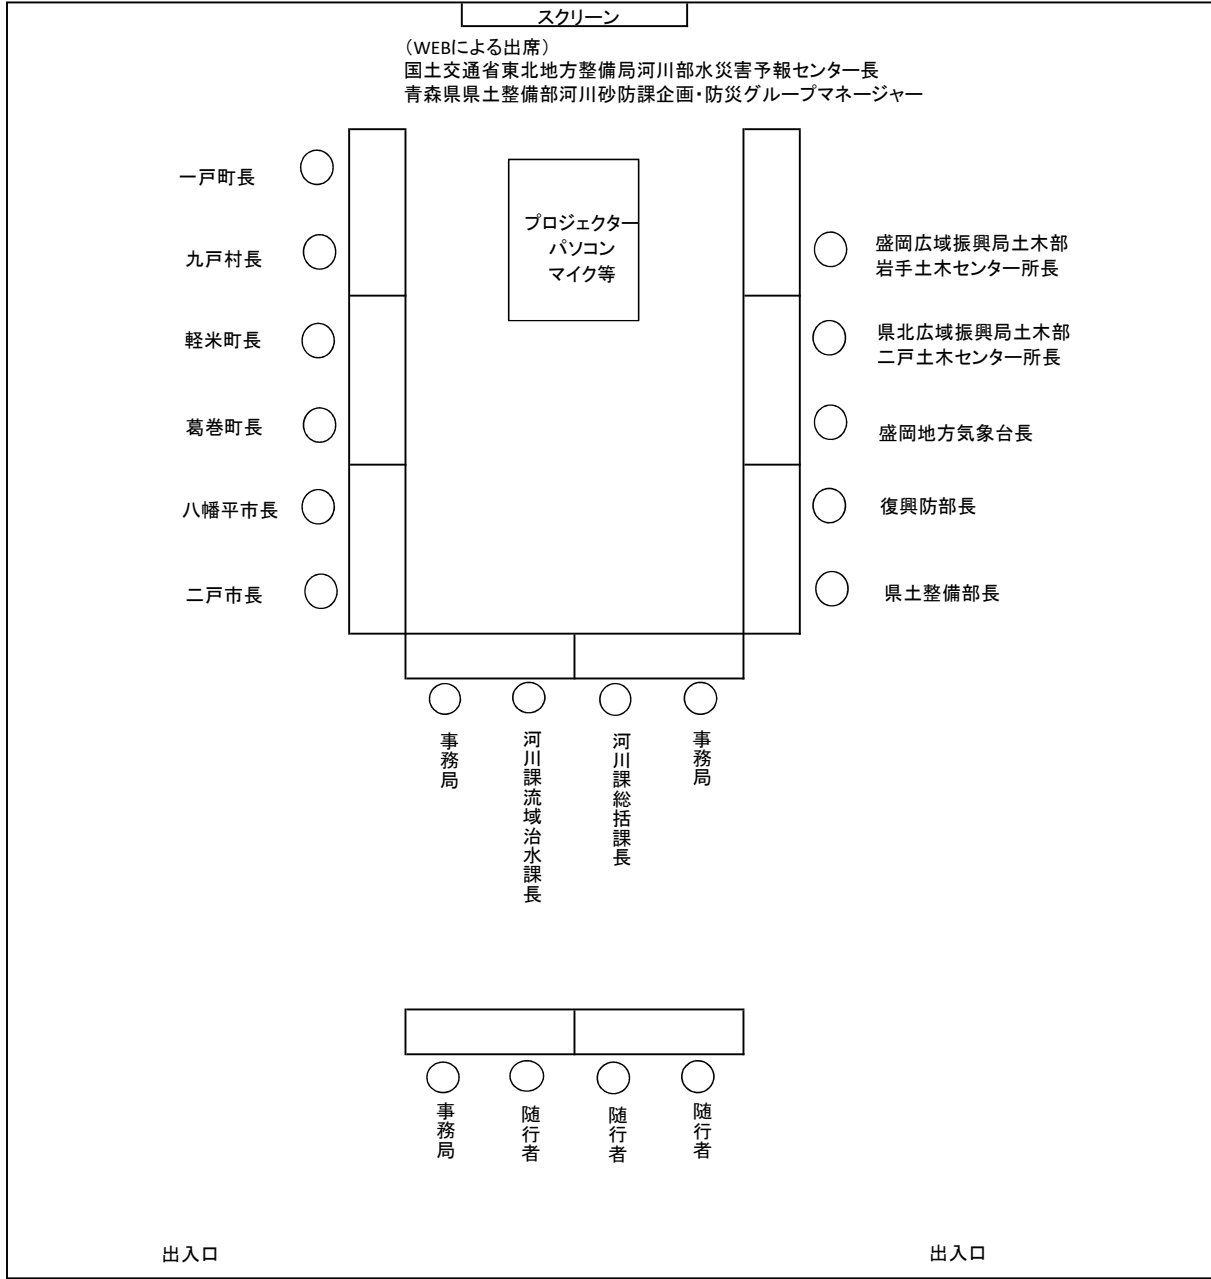 スクリーン
(WEBによる出席)
国土交通省東北地方整備局河川部水災害予報センター長
青森県県土整備部河川砂防課企画・防災グループマネージャー
一戸町長
九戸村長
軽米町長
葛巻町長
八幡平市長
二戸市長
プロジェクター
パソコン
マイク等
盛岡広域振興局土木部
岩手土木センター所長
県北広域振興局土木部
二戸土木センター所長
盛岡地方気象台長
復興防部長
県土整備部長
事務局
河川課流域治水課長
河川課総括課長
事務局
事務局
随行者
随行者
随行者
出入口
出入口